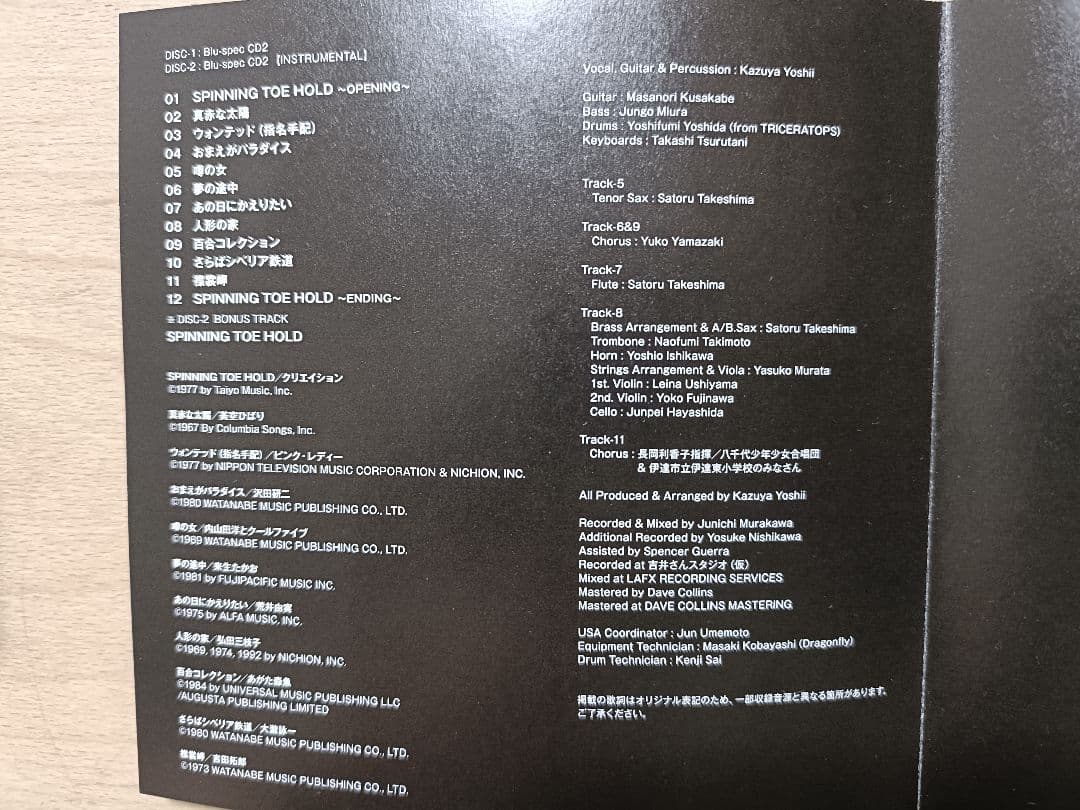 DISC-1 : Blu-spec CD2
DISC-2 : Blu-spec CD2【INSTRUMENTAL】
01 SPINNING TOE HOLD ~OPENING~
02 真赤な太陽
03 ウォンテッド(指名手配)
04 おまえがパラダイス
05 噂の女
06 夢の途中
07 あの日にかえりたい
08 人形の家
09 百合コレクション
10 さらばシベリア鉄道
11 襟裳岬
12 SPINNING TOE HOLD ~ENDING~
※DISC-2 BONUS TRACK
SPINNING TOE HOLD
SPINNING TOE HOLD/クリエイション
©1977 by Taiyo Music, Inc.
真赤な太陽/美空ひばり
©1967 By Columbia Songs, Inc.
ウォンテッド(指名手配)/ピンク・レディー
©1977 by NIPPON TELEVISION MUSIC CORPORATION & NICHION, INC.
おまえがパラダイス/沢田研二
©1980 WATANABE MUSIC PUBLISHING CO., LTD.
噂の女/内山田洋とクールファイブ
©1969 WATANABE MUSIC PUBLISHING CO., LTD.
夢の途中/来生たかお
©1981 by FUJIPACIFIC MUSIC INC.
あの日にかえりたい/荒井由実
©1975 by ALFA MUSIC, INC.
人形の家/弘田三枝子
©1969, 1974, 1992 by NICHION, INC.
百合コレクション/あがた森魚
©1984 by UNIVERSAL MUSIC PUBLISHING LLC
/AUGUSTA PUBLISHING LIMITED
さらばシベリア鉄道/大瀧詠一
©1980 WATANABE MUSIC PUBLISHING CO., LTD.
襟裳岬/吉田拓郎
©1973 WATANABE MUSIC PUBLISHING CO., LTD.
Vocal, Guitar & Percussion : Kazuya Yoshii
Guitar : Masanori Kusakabe
Bass : Jungo Miura
Drums : Yoshifumi Yoshida (from TRICERATOPS)
Keyboards : Takashi Tsurutani
Track-5
Tenor Sax : Satoru Takeshima
Track-6&9
Chorus : Yuko Yamazaki
Track-7
Flute : Satoru Takeshima
Track-8
Brass Arrangement & A/B.Sax : Satoru Takeshima
Trombone : Naofumi Takimoto
Horn : Yoshio Ishikawa
Strings Arrangement & Viola : Yasuko Murata
1st. Violin : Leina Ushiyama
2nd. Violin : Yoko Fujinawa
Cello : Junpei Hayashida
Track-11
Chorus : 長岡利香子指揮/八千代少年少女合唱団
& 伊達市立伊達東小学校のみなさん
All Produced & Arranged by Kazuya Yoshii
Recorded & Mixed by Junichi Murakawa
Additional Recorded by Yosuke Nishikawa
Assisted by Spencer Guerra
Recorded at 吉井さんスタジオ(仮)
Mixed at LAFX RECORDING SERVICES
Mastered by Dave Collins
Mastered at DAVE COLLINS MASTERING
USA Coordinator : Jun Umemoto
Equipment Technician : Masaki Kobayashi (Dragonfly)
Drum Technician : Kenji Sai
掲載の歌詞はオリジナル表記のため、一部収録音源と異なる箇所があります。
ご了承ください。